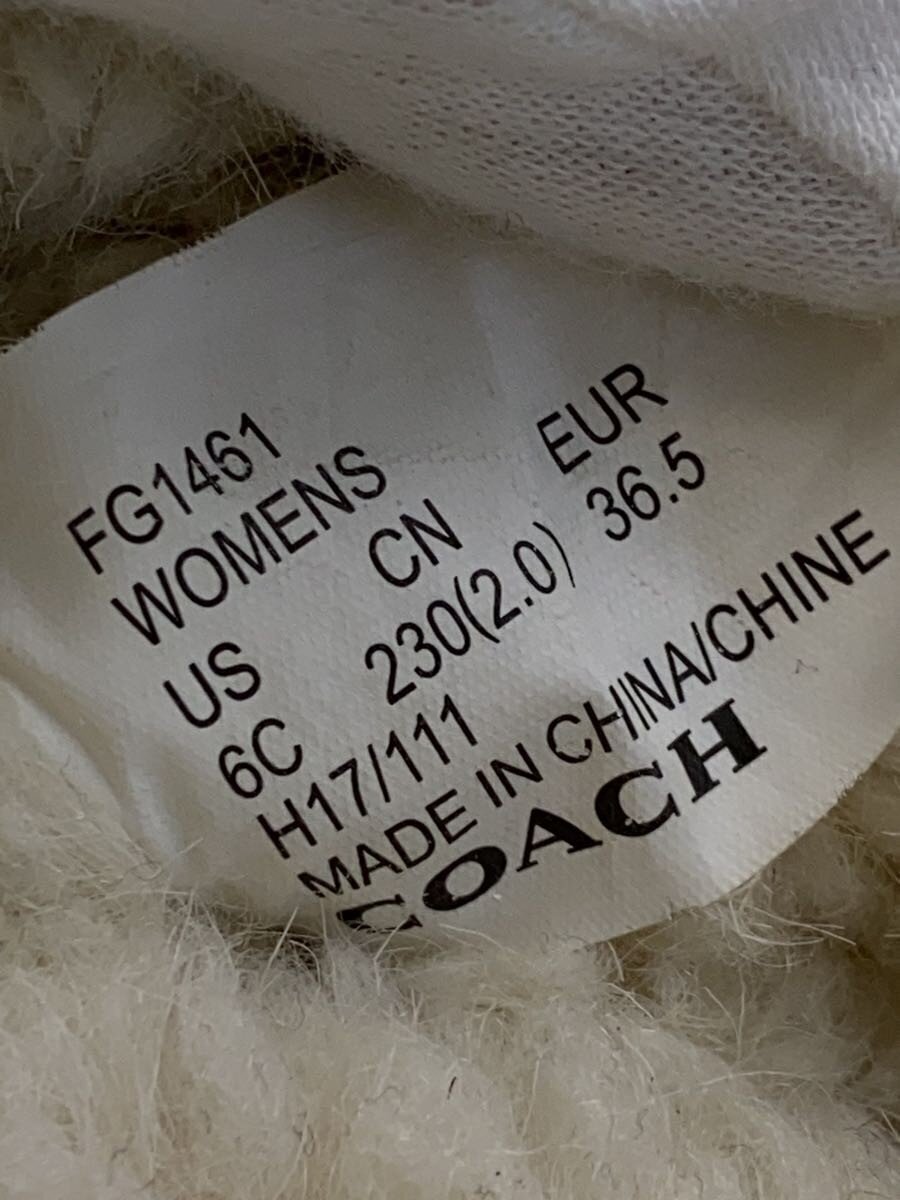 FG1461
WOMENS
US CN EUR
6C 230(2.0) 36.5
H17/111
MADE IN CHINA/CHINE
COACH